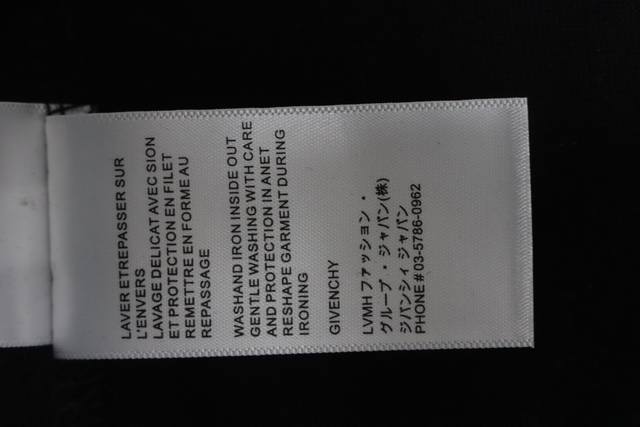 LAVER ETREPASSER SUR
L'ENVERS
LAVAGE DELICAT AVEC SION
ET PROTECTION EN FILET
REMETTRE EN FORME AU
REPASSAGE
WASHAND IRON INSIDE OUT
GENTLE WASHING WITH CARE
AND PROTECTION IN ANET
RESHAPE GARMENT DURING
IRONING
GIVENCHY
LVMH ファッション・
グループ・ジャパン(株)
ジバンシィ ジャパン
PHONE#03-5786-0962